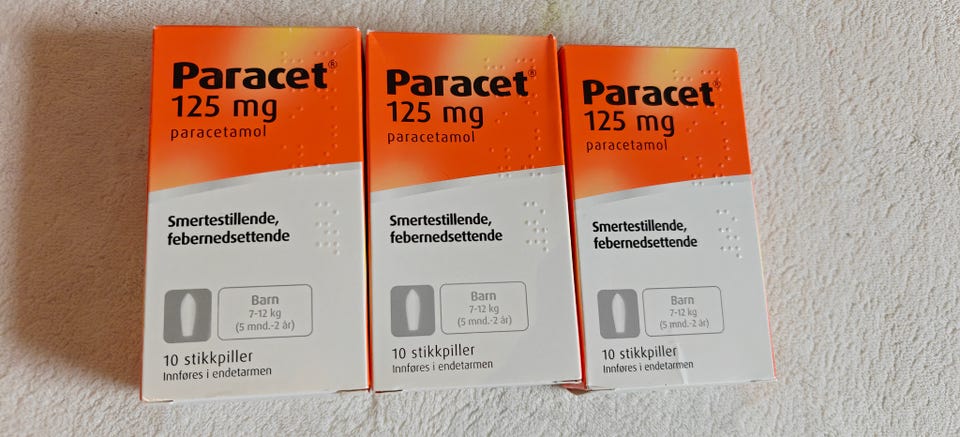 Paracet®
125 mg
paracetamol
Smertestillende,
febernedsettende
Barn
7-12 kg
(5 mnd.-2 år)
10 stikkpiller
Innføres i endetarmen
Paracet®
125 mg
paracetamol
Smertestillende,
febernedsettende
Barn
7-12 kg
(5 mnd.-2 år)
10 stikkpiller
Innføres i endetarmen
Paracet®
125 mg
paracetamol
Smertestillende,
febernedsettende
Barn
7-12 kg
(5 mnd.-2 år)
10 stikkpiller
Innføres i endetarmen